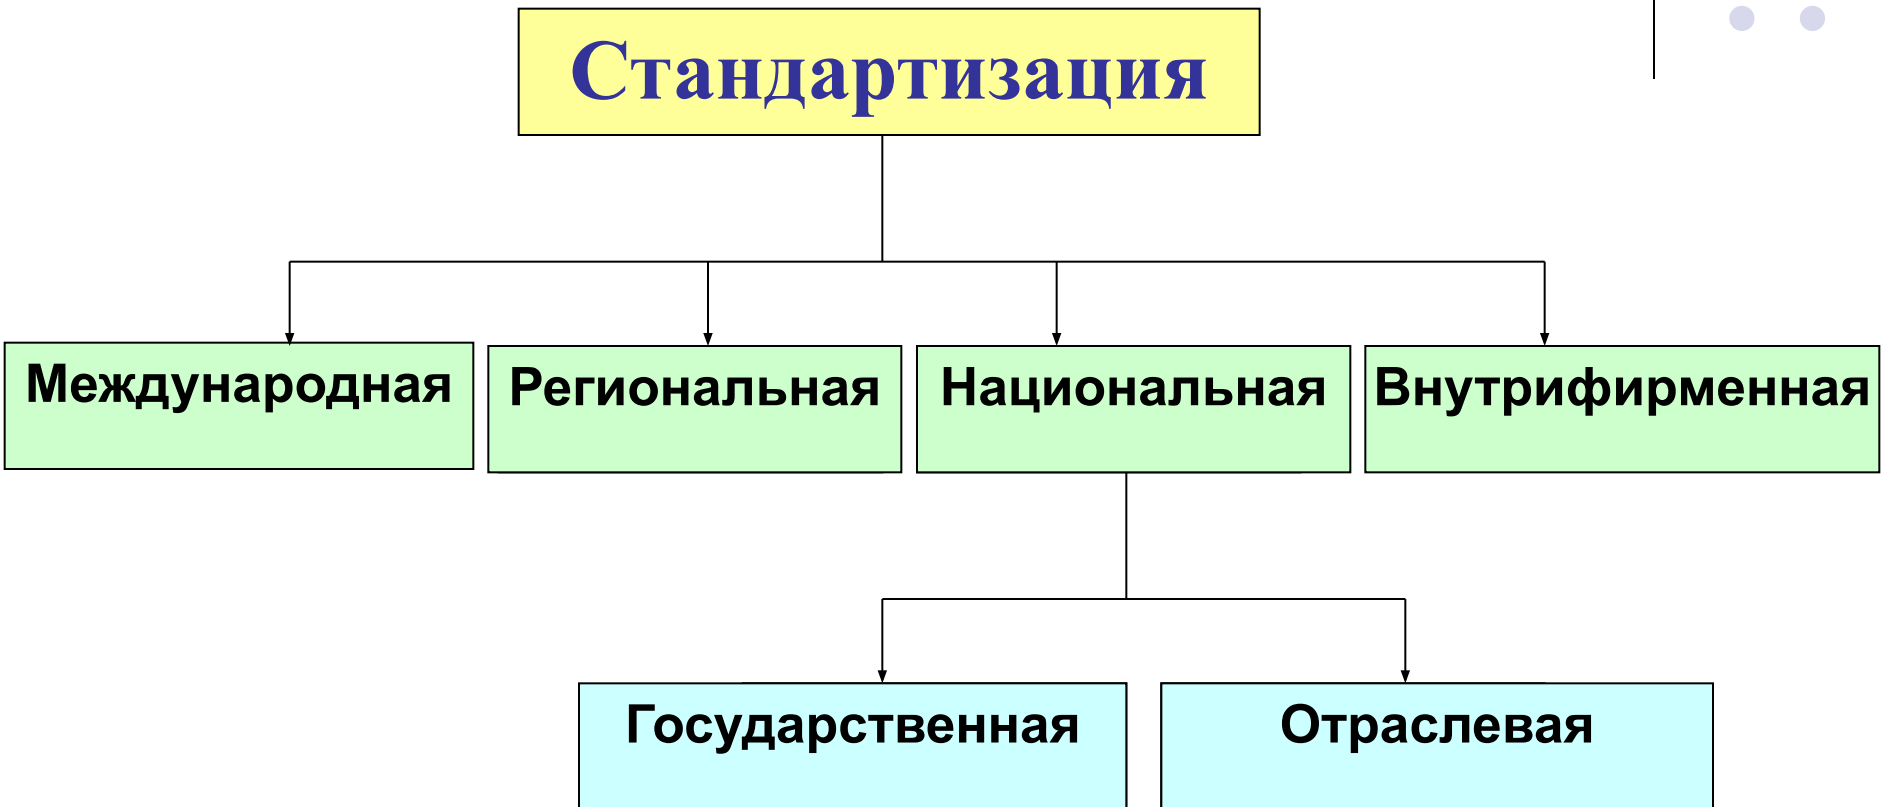 Стандартизация
Международная
Региональная
Национальная
Внутрифирменная
Государственная
Отраслевая